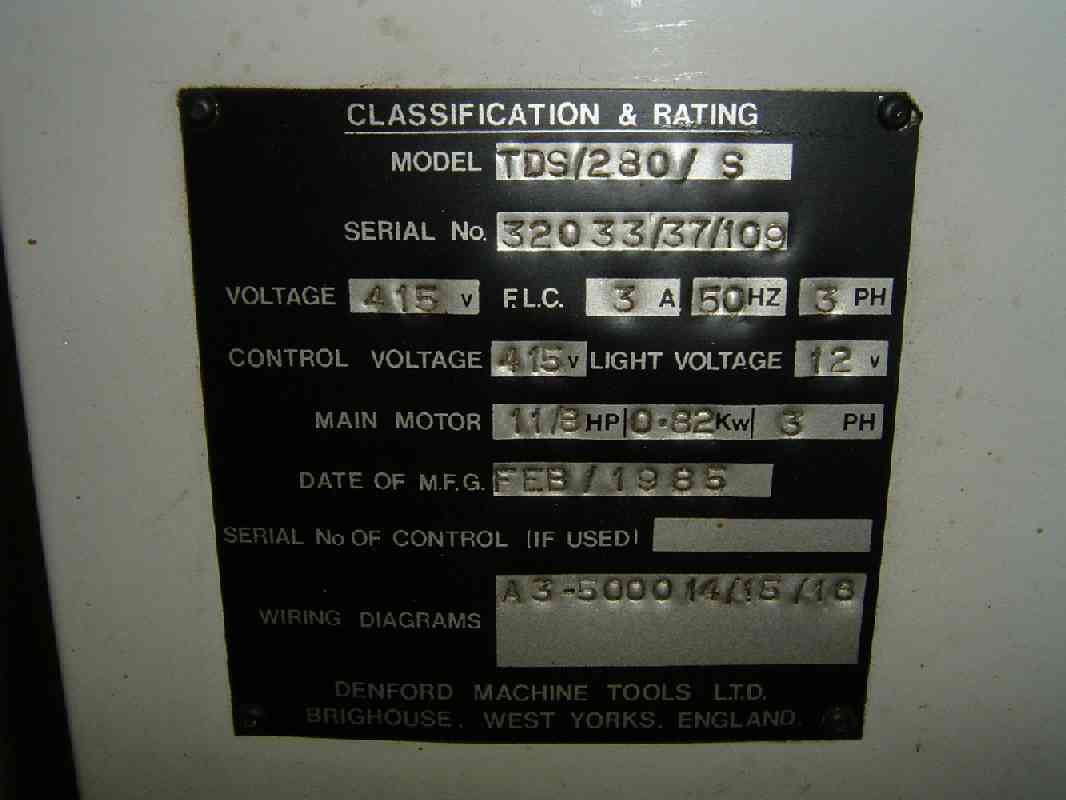 CLASSIFICATION & RATING
MODEL TDS/280/ S
SERIAL No. 32033/37/109
VOLTAGE 415 V F.L.C. 3 A 50 HZ 3 PH
CONTROL VOLTAGE 415 V LIGHT VOLTAGE 12 V
MAIN MOTOR 11/8 HP 0.82 Kw 3 PH
DATE OF M.F.G. FEB/1985
SERIAL No OF CONTROL (IF USED)
WIRING DIAGRAMS A3-500014/15/16
DENFORD MACHINE TOOLS L.T.D.
BRIGHOUSE. WEST YORKS. ENGLAND.